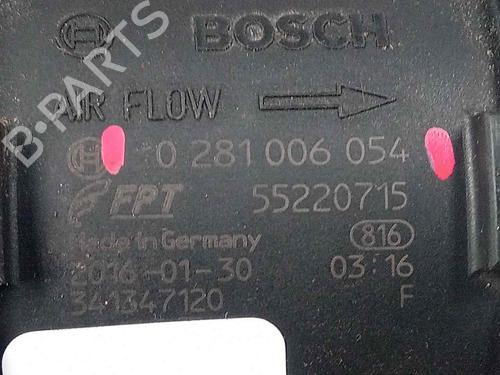 BOSCH
AIR FLOW
0 281 006 054
FPT 55220715
Made in Germany 816
2016-01-30 03:16
341347120 F
B-PARTS